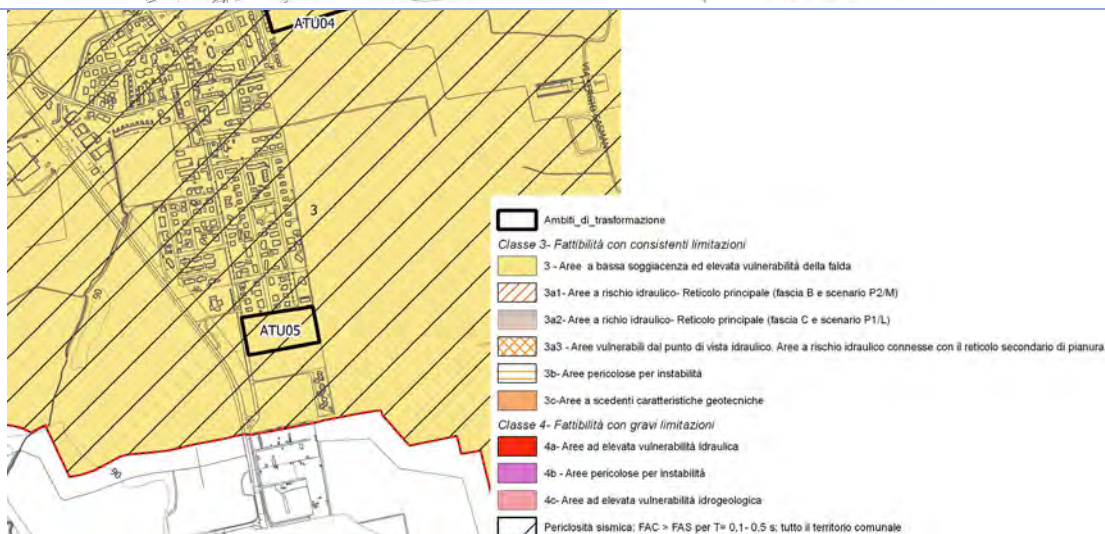 ATU04
3
ATU05
90
90
Ambiti_di_trasformazione
Classe 3- Fattibilità con consistenti limitazioni
3 - Aree a bassa soggiacenza ed elevata vulnerabilità della falda
3a1- Aree a rischio idraulico- Reticolo principale (fascia B e scenario P2/M)
3a2- Aree a richio idraulico- Reticolo principale (fascia C e scenario P1/L)
3a3 - Aree vulnerabili dal punto di vista idraulico. Aree a rischio idraulico connesse con il reticolo secondario di pianura
3b- Aree pericolose per instabilità
3c-Aree a scedenti caratteristiche geotecniche
Classe 4- Fattibilità con gravi limitazioni
4a- Aree ad elevata vulnerabilità idraulica
4b - Aree pericolose per instabilità
4c- Aree ad elevata vulnerabilità idrogeologica
Periclosità sismica: FAC > FAS per T= 0,1- 0,5 s: tutto il territorio comunale